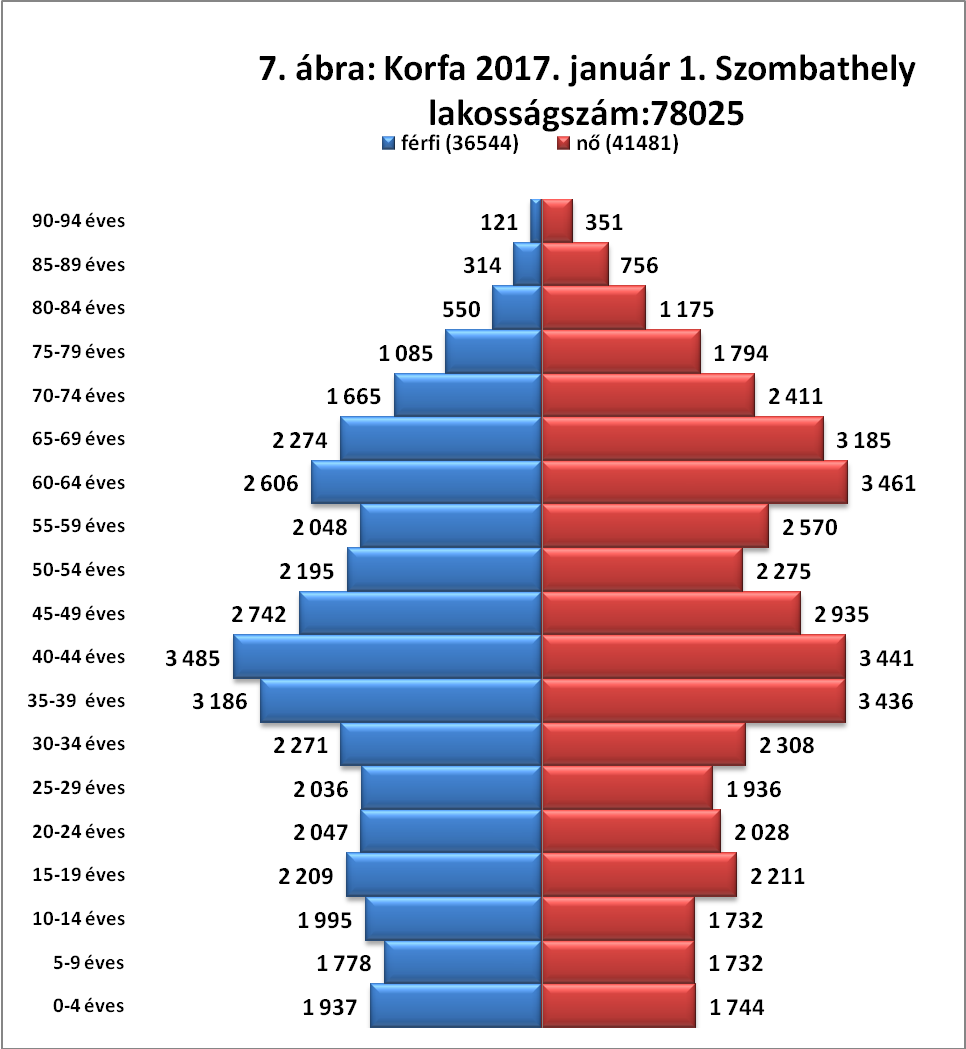 7. ábra: Korfa 2017. január 1. Szombathely
lakosságszám:78025
férfi (36544) nő (41481)
90-94 éves 121 351
85-89 éves 314 756
80-84 éves 550 1 175
75-79 éves 1 085 1 794
70-74 éves 1 665 2 411
65-69 éves 2 274 3 185
60-64 éves 2 606 3 461
55-59 éves 2 048 2 570
50-54 éves 2 195 2 275
45-49 éves 2 742 2 935
40-44 éves 3 485 3 441
35-39 éves 3 186 3 436
30-34 éves 2 271 2 308
25-29 éves 2 036 1 936
20-24 éves 2 047 2 028
15-19 éves 2 209 2 211
10-14 éves 1 995 1 732
5-9 éves 1 778 1 732
0-4 éves 1 937 1 744